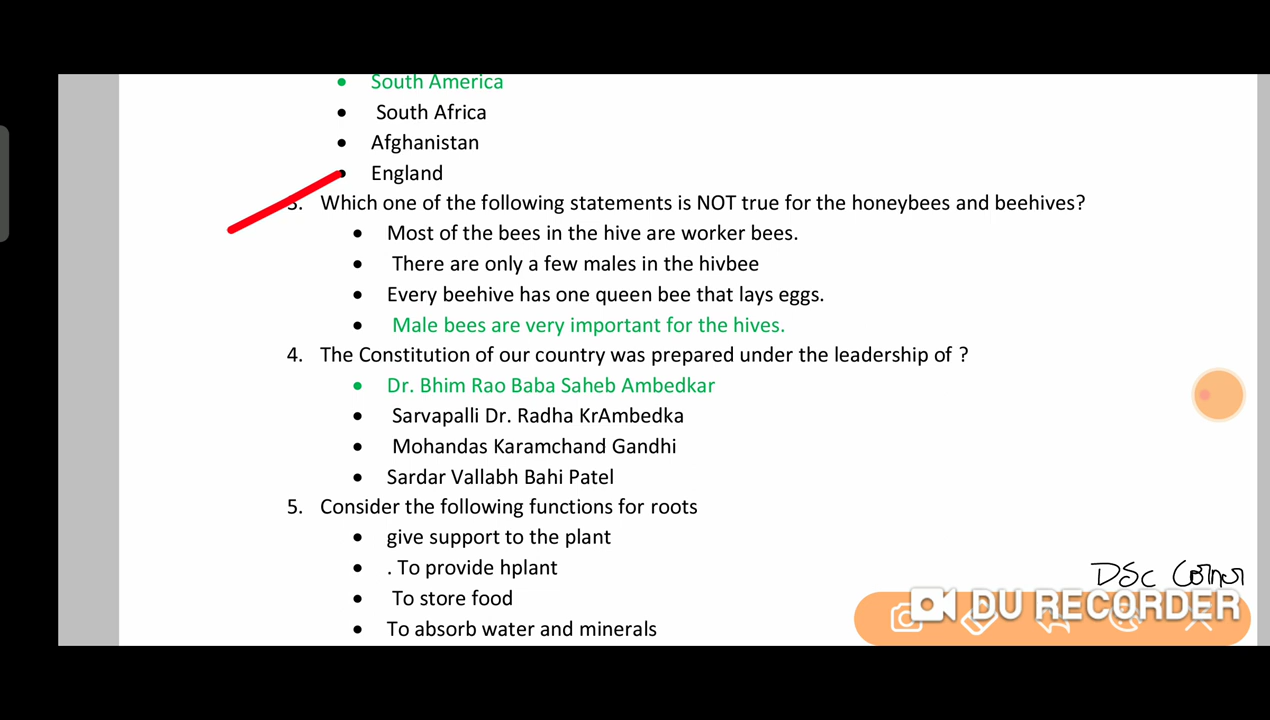 South America
South Africa
Afghanistan
England
3. Which one of the following statements is NOT true for the honeybees and beehives?
Most of the bees in the hive are worker bees.
There are only a few males in the hivbee
Every beehive has one queen bee that lays eggs.
Male bees are very important for the hives.
4. The Constitution of our country was prepared under the leadership of ?
Dr. Bhim Rao Baba Saheb Ambedkar
Sarvapalli Dr. Radha KrAmbedka
Mohandas Karamchand Gandhi
Sardar Vallabh Bahi Patel
5. Consider the following functions for roots
give support to the plant
. To provide hplant
To store food
To absorb water and minerals
DSC Corner
DU RECORDER